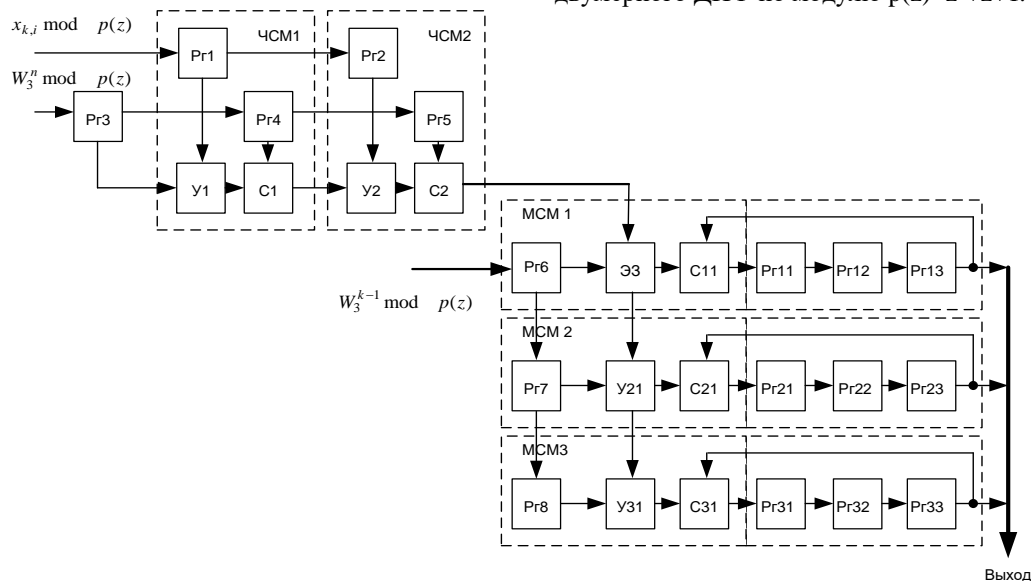 x_{k,i} mod p(z)
ЧСМ1
ЧСМ2
Рг1
Рг2
W_3^n mod p(z)
Рг3
Рг4
Рг5
У1
С1
У2
С2
МСМ 1
Рг6
ЭЗ
С11
Рг11
Рг12
Рг13
W_3^{k-1} mod p(z)
МСМ 2
Рг7
У21
С21
Рг21
Рг22
Рг23
МСМ3
Рг8
У31
С31
Рг31
Рг32
Рг33
Выход